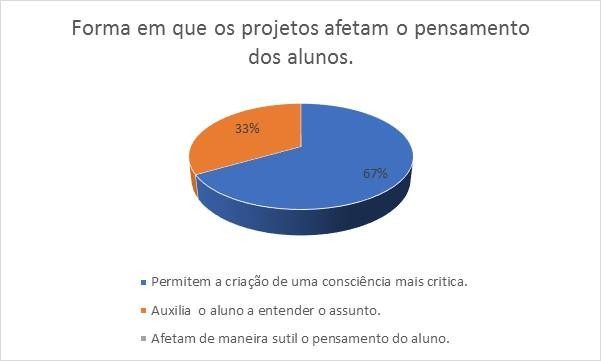 Forma em que os projetos afetam o pensamento
dos alunos.
33%
67%
Permitem a criação de uma consciência mais critica.
Auxilia o aluno a entender o assunto.
Afetam de maneira sutil o pensamento do aluno.